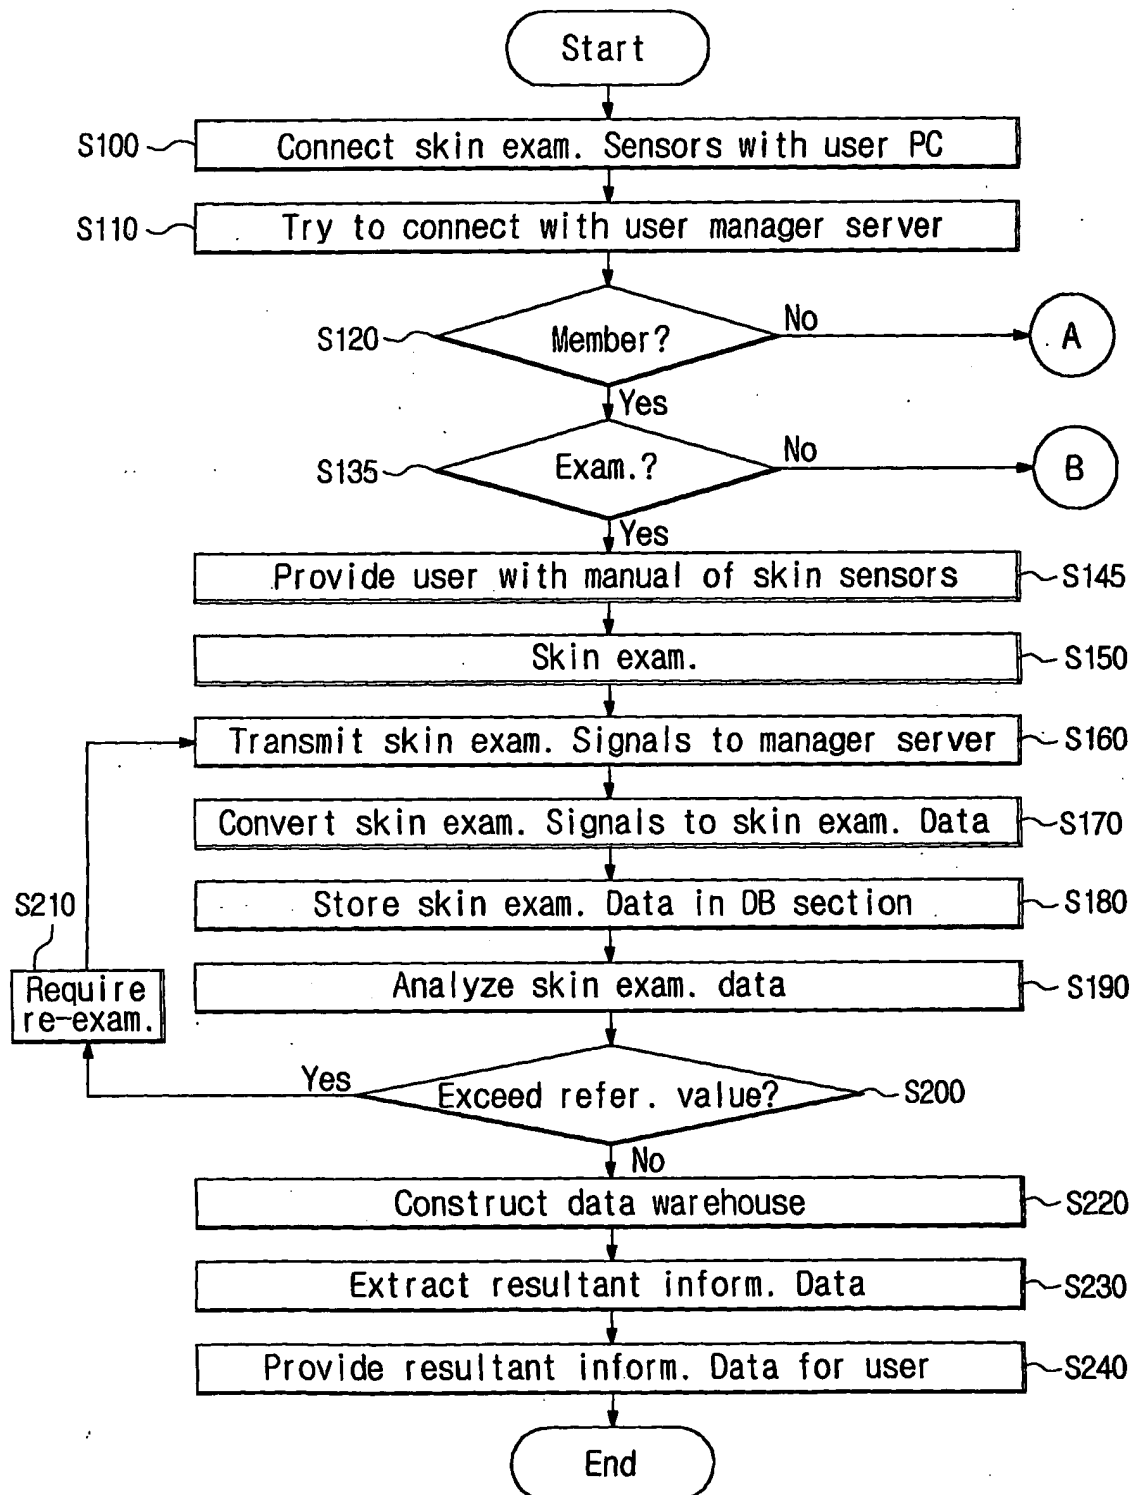 Start
S100
Connect skin exam. Sensors with user PC
S110
Try to connect with user manager server
S120
Member?
No
A
Yes
S135
Exam.?
No
B
Yes
Provide user with manual of skin sensors
S145
Skin exam.
S150
Transmit skin exam. Signals to manager server
S160
Convert skin exam. Signals to skin exam. Data
S170
S210
Store skin exam. Data in DB section
S180
Require
re-exam.
Analyze skin exam. data
S190
Yes
Exceed refer. value?
S200
No
Construct data warehouse
S220
Extract resultant inform. Data
S230
Provide resultant inform. Data for user
S240
End